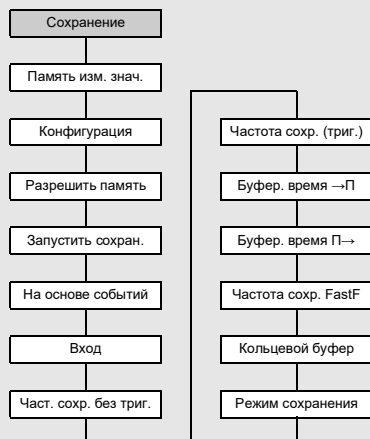 Сохранение
Память изм. знач.
Конфигурация
Разрешить память
Запустить сохран.
На основе событий
Вход
Част. сохр. без триг.
Частота сохр. (триг.)
Буфер. время →П
Буфер. время П→
Частота сохр. FastF
Кольцевой буфер
Режим сохранения